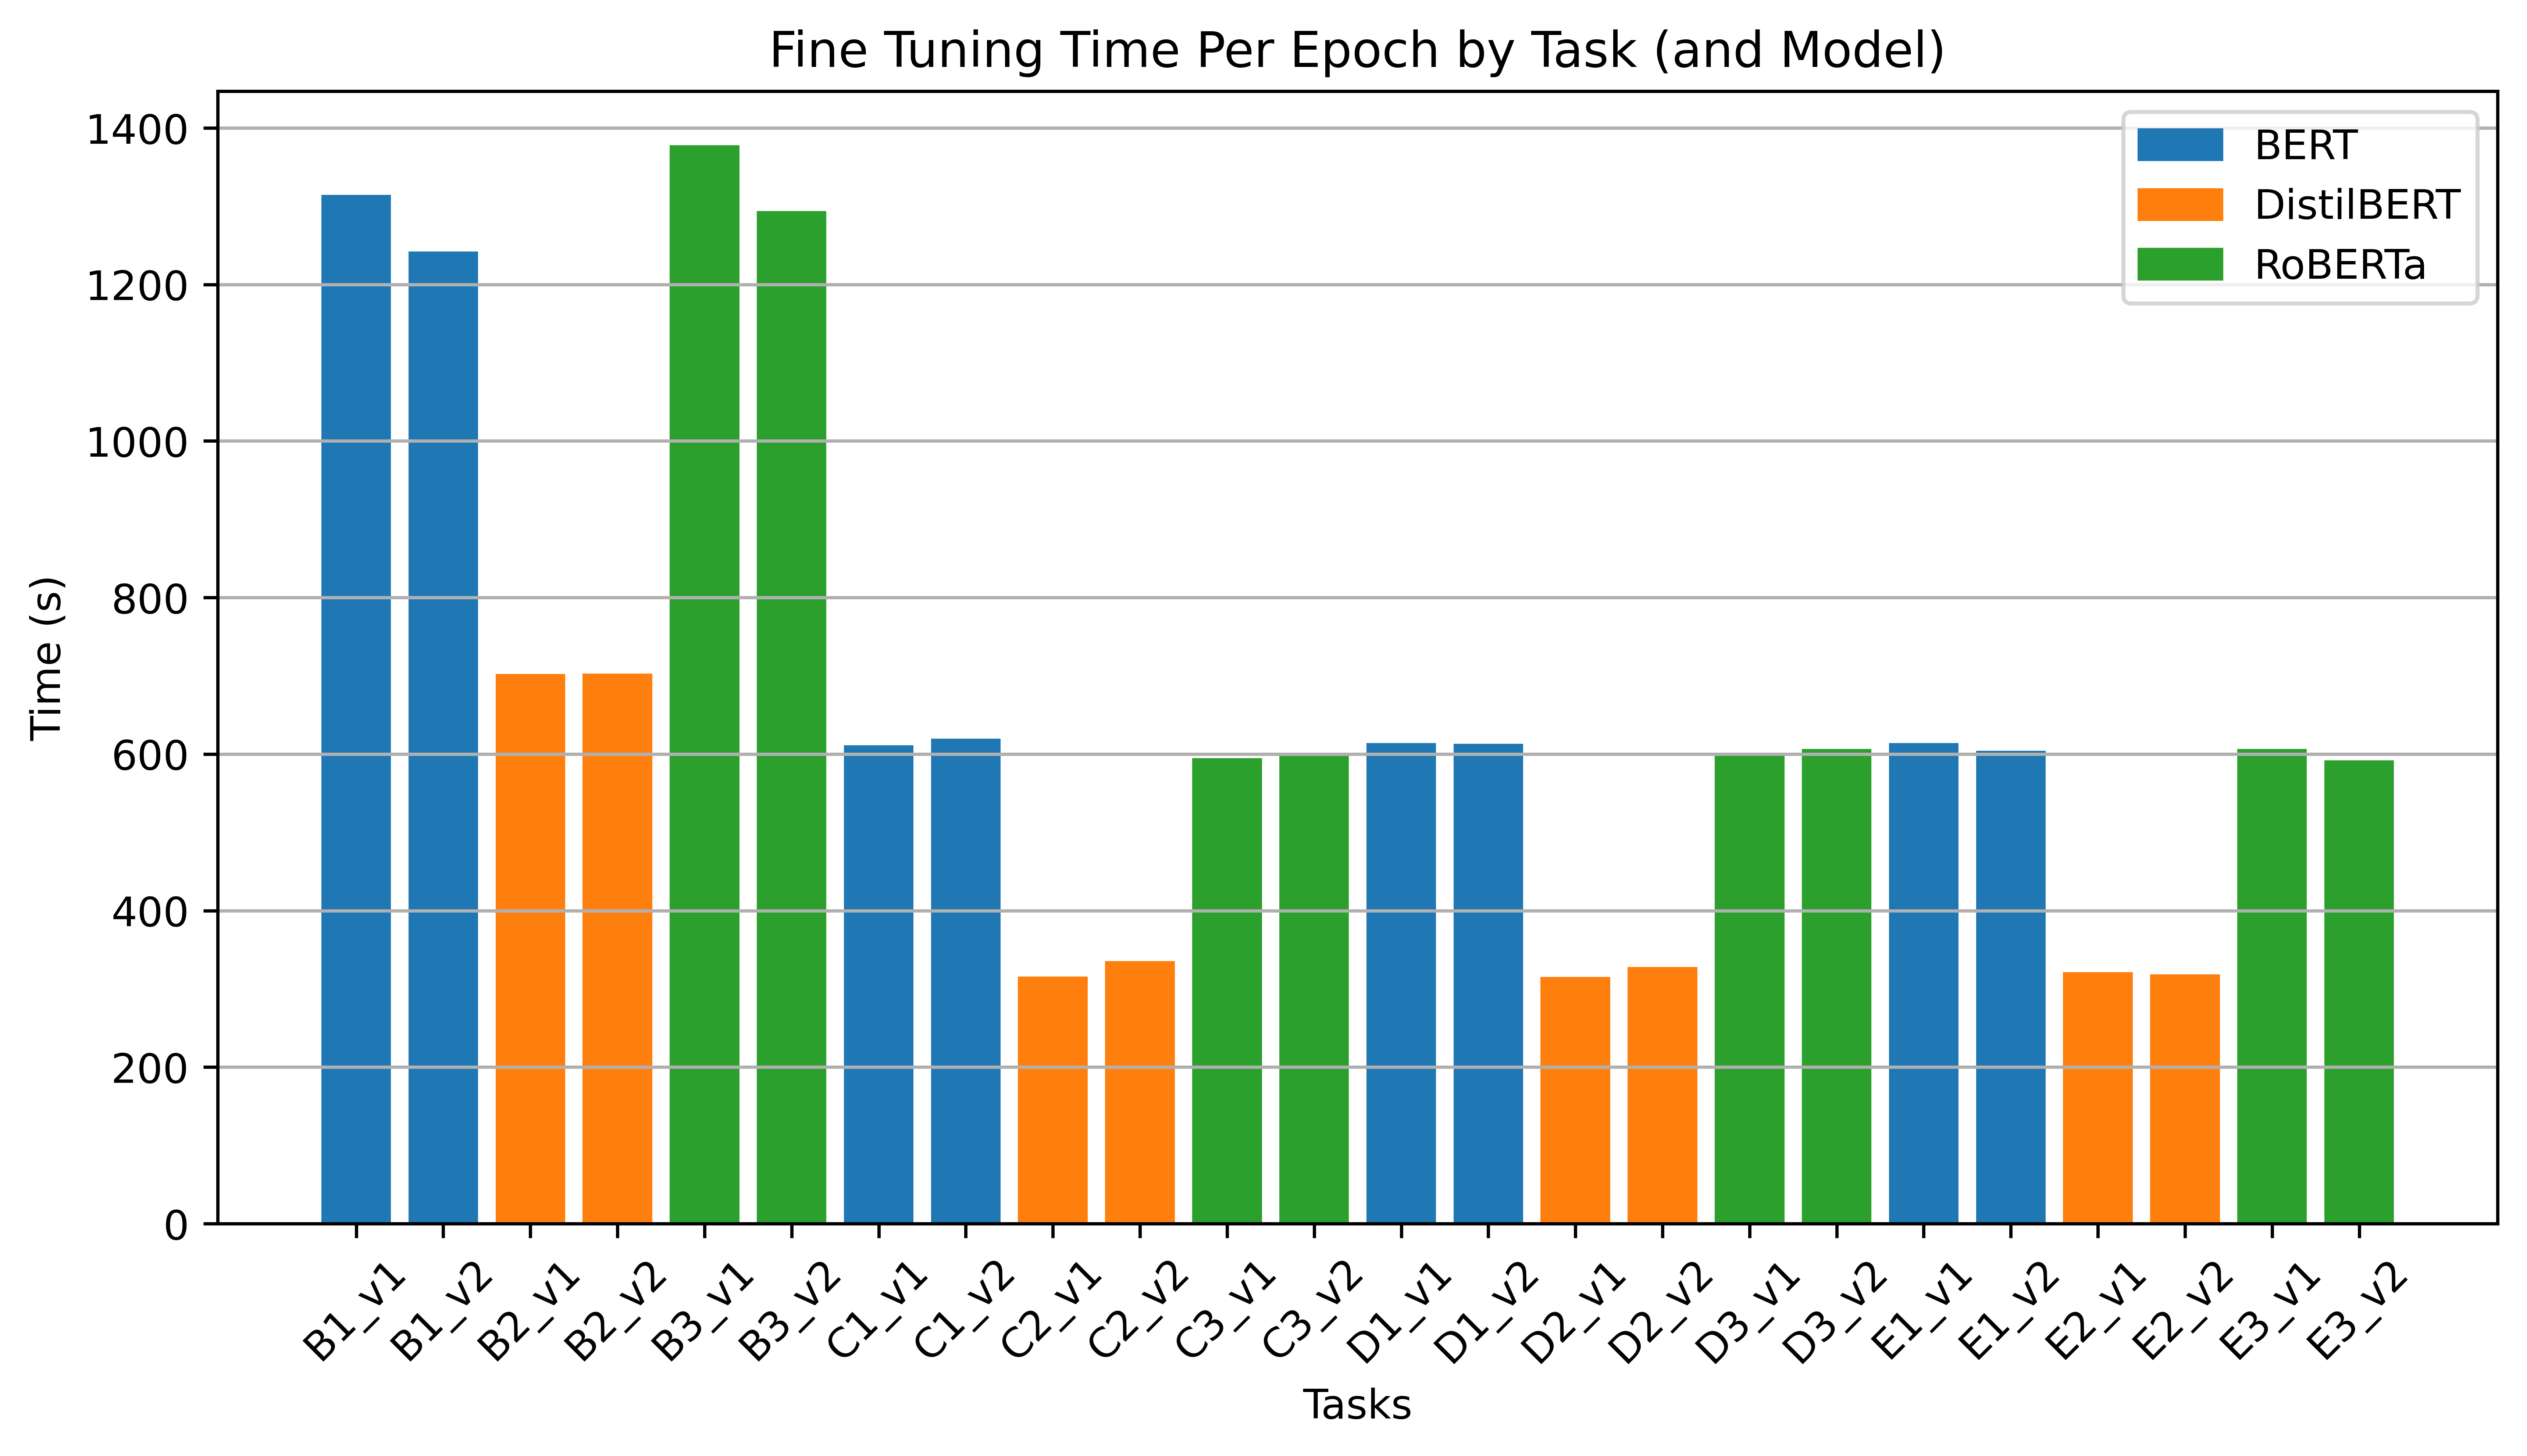 Fine Tuning Time Per Epoch by Task (and Model)
1400
1200
1000
800
600
400
200
0
Time (s)
BERT
DistilBERT
RoBERTa
B1_v1
B1_v2
B2_v1
B2_v2
B3_v1
B3_v2
C1_v1
C1_v2
C2_v1
C2_v2
C3_v1
C3_v2
D1_v1
D1_v2
D2_v1
D2_v2
D3_v1
D3_v2
E1_v1
E1_v2
E2_v1
E2_v2
E3_v1
E3_v2
Tasks